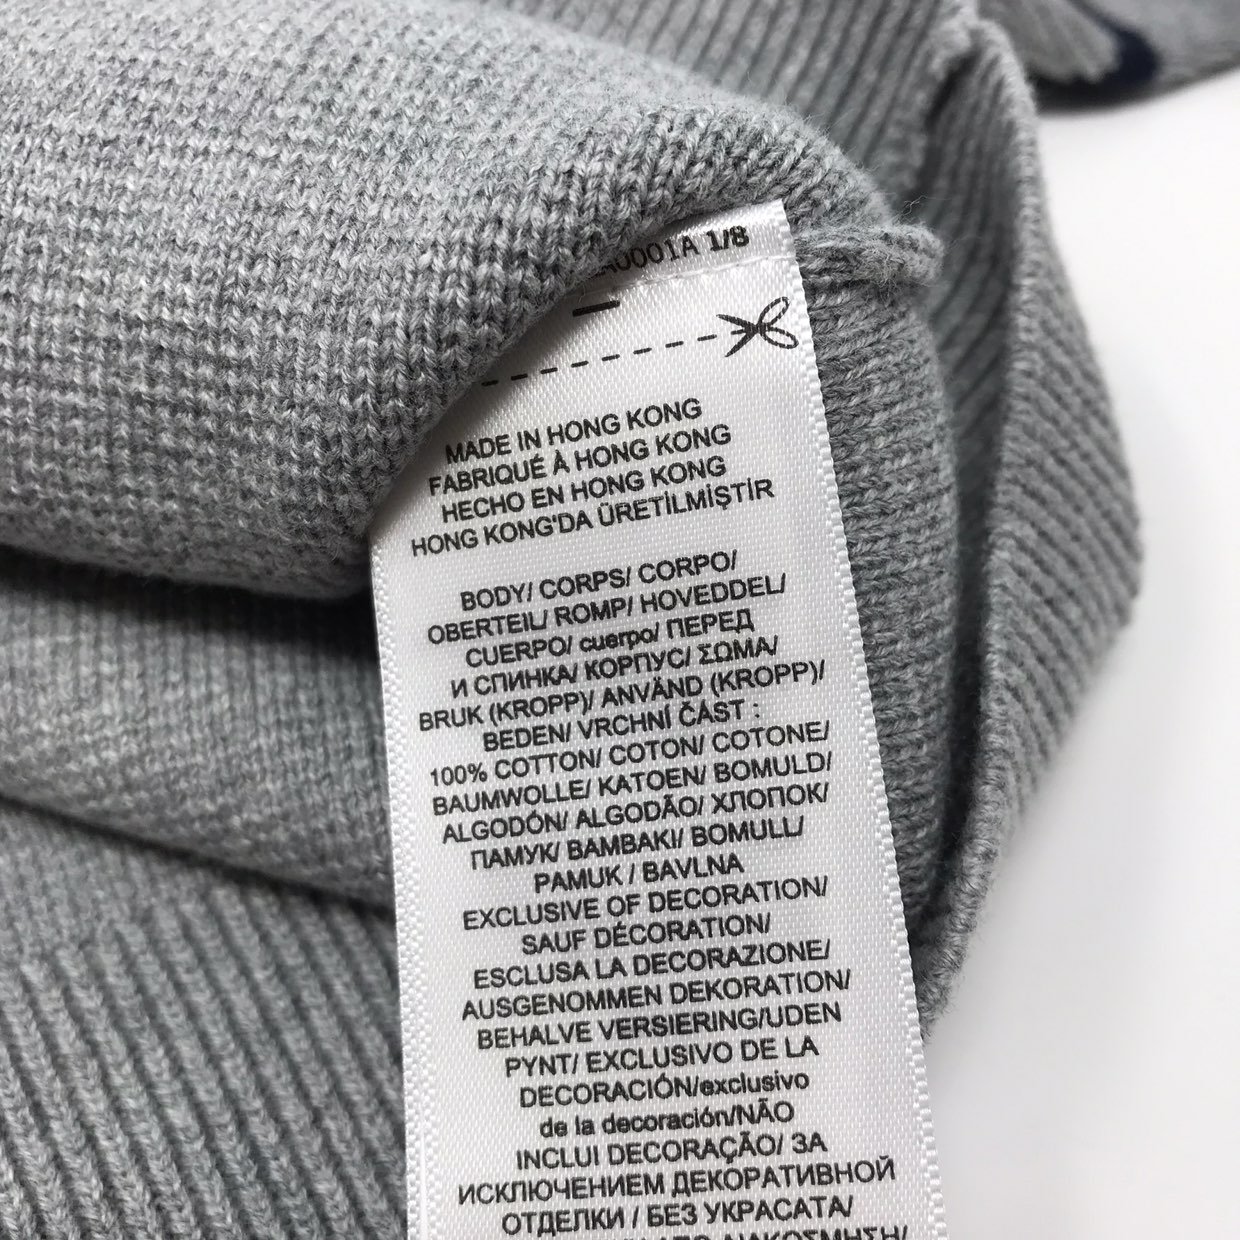 0001A 1/8
MADE IN HONG KONG
FABRIQUÉ À HONG KONG
HECHO EN HONG KONG
HONG KONG'DA ÜRETİLMİŞTİR
BODY/ CORPS/ CORPO/
OBERTEIL/ ROMP/ HOVEDDEL/
CUERPO/ cuerpo/ ПЕРЕД
И СПИНКА/ КОРПУС/ ΣΩΜΑ/
BRUK (KROPP)/ ANVÄND (KROPP)/
BEDEN/ VRCHNÍ ČÁST :
100% COTTON/ COTON/ COTONE/
BAUMWOLLE/ KATOEN/ BOMULD/
ALGODÓN/ ALGODÃO/ ХЛОПОК/
ПАМУК/ ΒΑΜΒΑΚΙ/ BOMULL/
PAMUK / BAVLNA
EXCLUSIVE OF DECORATION/
SAUF DÉCORATION/
ESCLUSA LA DECORAZIONE/
AUSGENOMMEN DEKORATION/
BEHALVE VERSIERING/UDEN
PYNT/ EXCLUSIVO DE LA
DECORACIÓN/exclusivo
de la decoración/NÃO
INCLUI DECORAÇÃO/ ЗА
ИСКЛЮЧЕНИЕМ ДЕКОРАТИВНОЙ
ОТДЕЛКИ / БЕЗ УКРАСАТА/
ΔΙΑΚΟΣΜΗΣΗ/